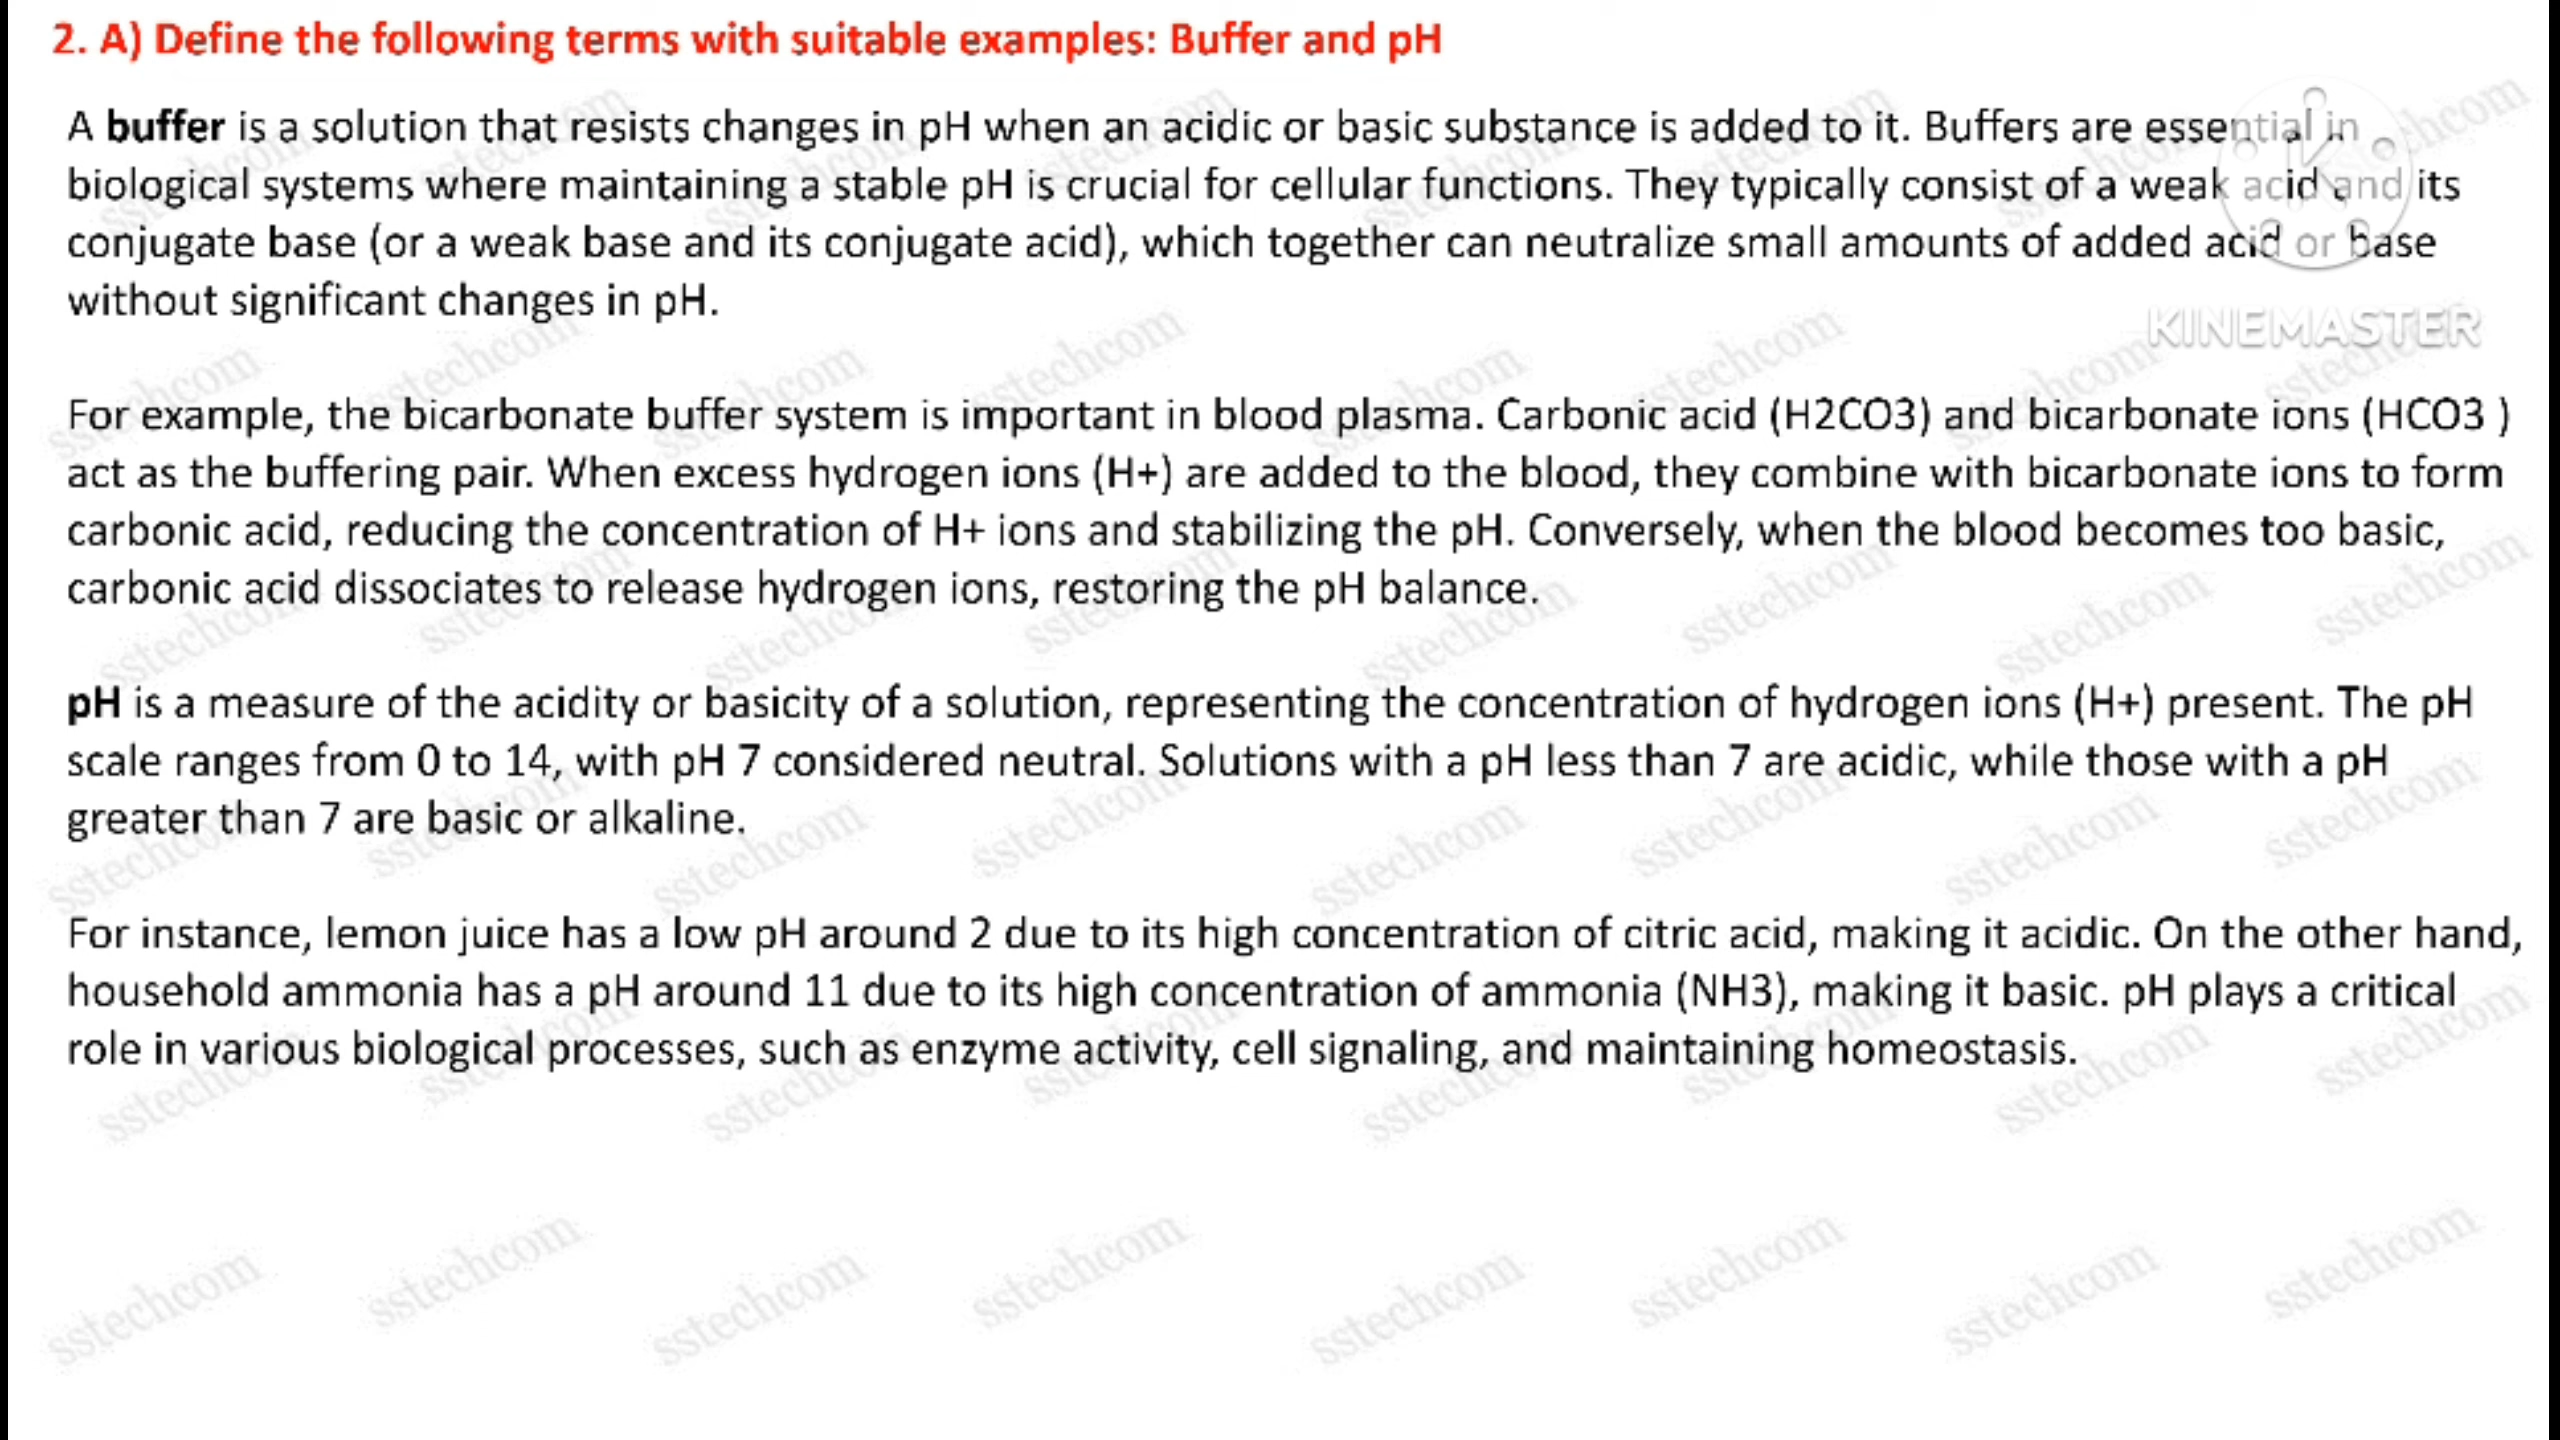 2. A) Define the following terms with suitable examples: Buffer and pH
A buffer is a solution that resists changes in pH when an acidic or basic substance is added to it. Buffers are essential in
biological systems where maintaining a stable pH is crucial for cellular functions. They typically consist of a weak acid and its
conjugate base (or a weak base and its conjugate acid), which together can neutralize small amounts of added acid or base
without significant changes in pH.
KINEMASTER
For example, the bicarbonate buffer system is important in blood plasma. Carbonic acid (H2CO3) and bicarbonate ions (HCO3 )
act as the buffering pair. When excess hydrogen ions (H+) are added to the blood, they combine with bicarbonate ions to form
carbonic acid, reducing the concentration of H+ ions and stabilizing the pH. Conversely, when the blood becomes too basic,
carbonic acid dissociates to release hydrogen ions, restoring the pH balance.
pH is a measure of the acidity or basicity of a solution, representing the concentration of hydrogen ions (H+) present. The pH
scale ranges from 0 to 14, with pH 7 considered neutral. Solutions with a pH less than 7 are acidic, while those with a pH
greater than 7 are basic or alkaline.
For instance, lemon juice has a low pH around 2 due to its high concentration of citric acid, making it acidic. On the other hand,
household ammonia has a pH around 11 due to its high concentration of ammonia (NH3), making it basic. pH plays a critical
role in various biological processes, such as enzyme activity, cell signaling, and maintaining homeostasis.
sstechcom sstechcom sstechcom sstechcom sstechcom sstechcom sstechcom sstechcom